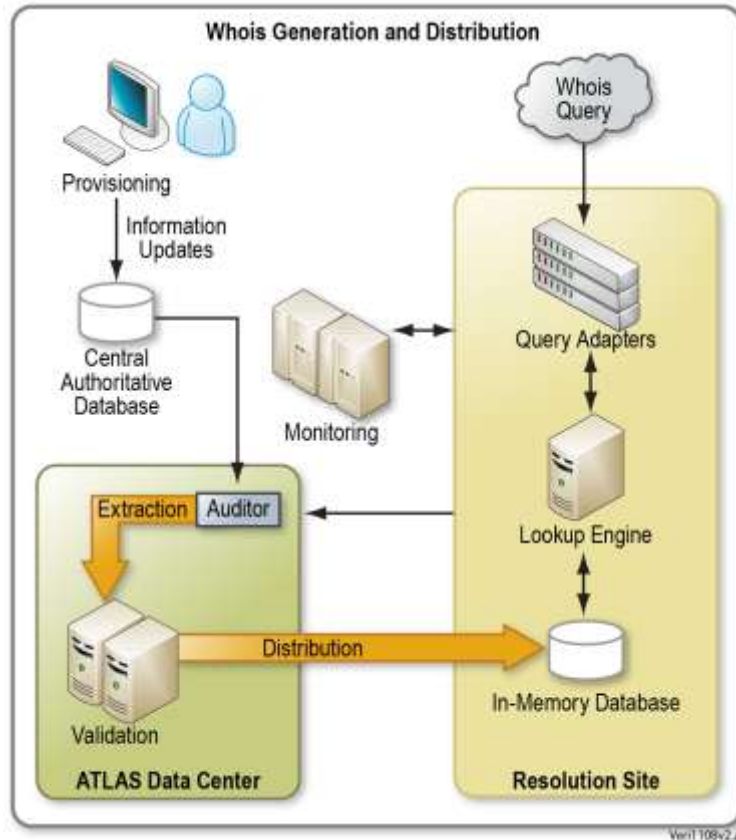 Whois Generation and Distribution
Whois
Query
Provisioning
Information
Updates
Central
Authoritative
Database
Monitoring
Query Adapters
Extraction
Auditor
Lookup Engine
Distribution
Validation
In-Memory Database
ATLAS Data Center
Resolution Site